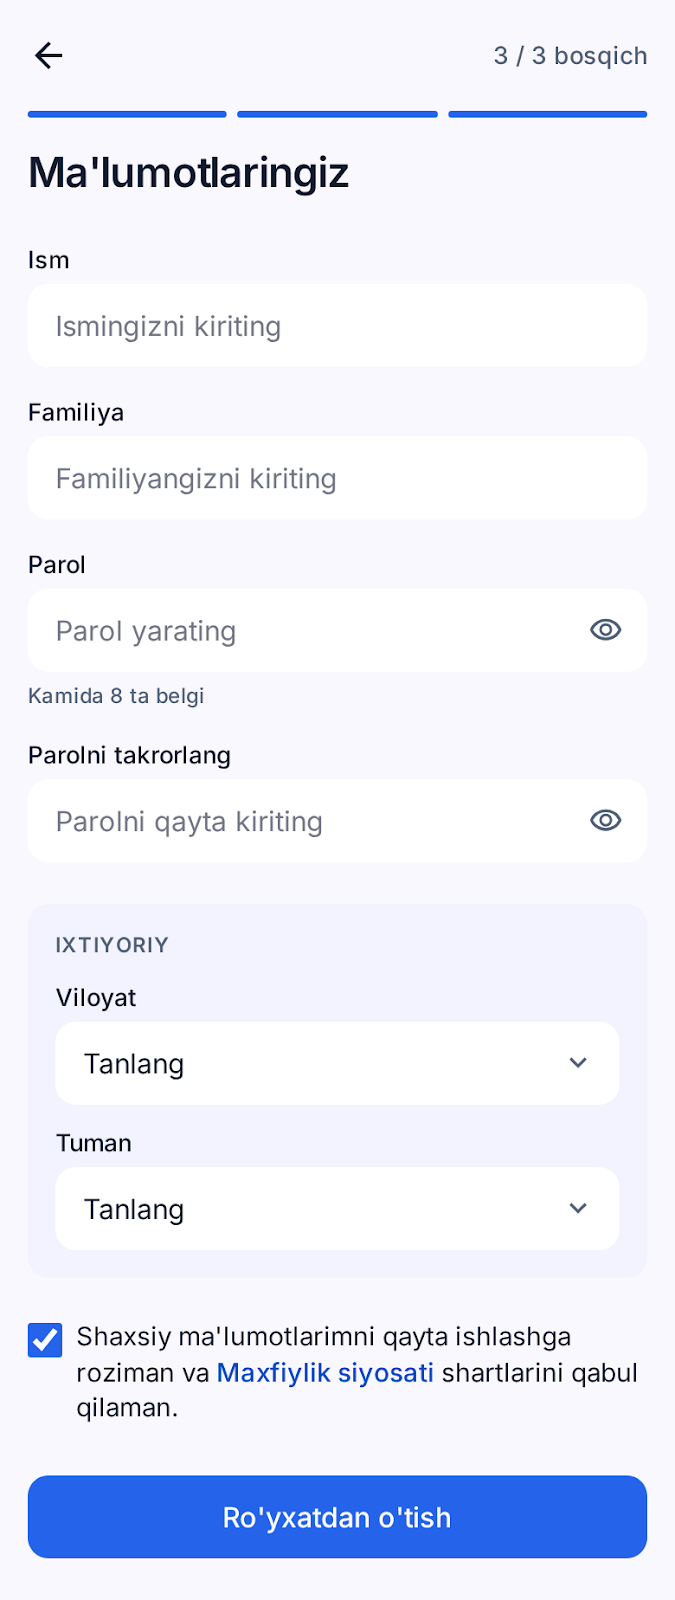 3 / 3 bosqich
Ma'lumotlaringiz
Ism
Ismingizni kiriting
Familiya
Familiyangizni kiriting
Parol
Parol yarating
Kamida 8 ta belgi
Parolni takrorlang
Parolni qayta kiriting
IXTIYORIY
Viloyat
Tanlang
Tuman
Tanlang
Shaxsiy ma'lumotlarimni qayta ishlashga
roziman va Maxfiylik siyosati shartlarini qabul
qilaman.
Ro'yxatdan o'tish